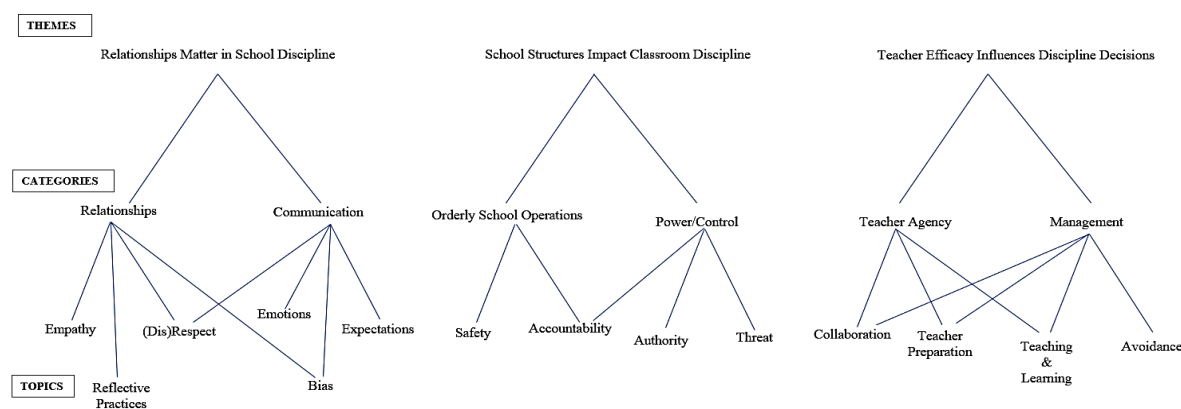 THEMES
Relationships Matter in School Discipline
School Structures Impact Classroom Discipline
Teacher Efficacy Influences Discipline Decisions
CATEGORIES
Relationships
Communication
Orderly School Operations
Power/Control
Teacher Agency
Management
Empathy
(Dis)Respect
Emotions
Expectations
Safety
Accountability
Authority
Threat
Collaboration
Teacher
Preparation
Teaching
&
Learning
Avoidance
TOPICS
Reflective
Practices
Bias